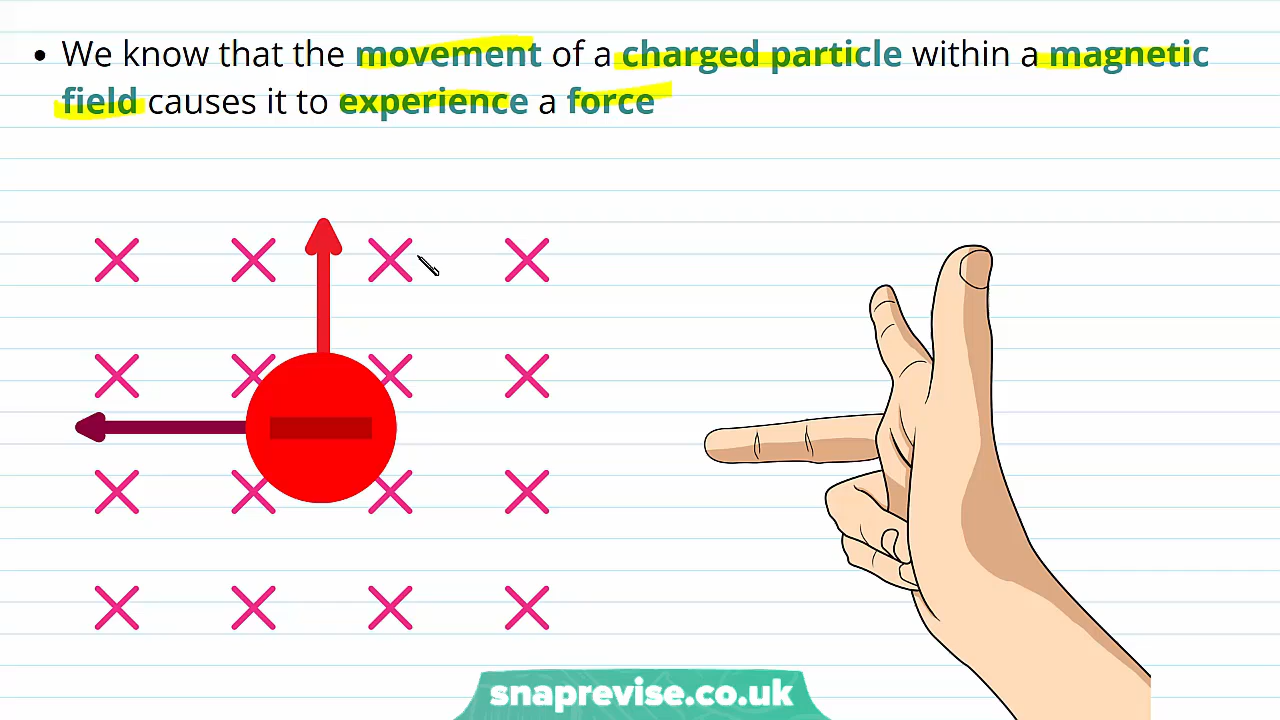 • We know that the movement of a charged particle within a magnetic
field causes it to experience a force
snaprevise.co.uk